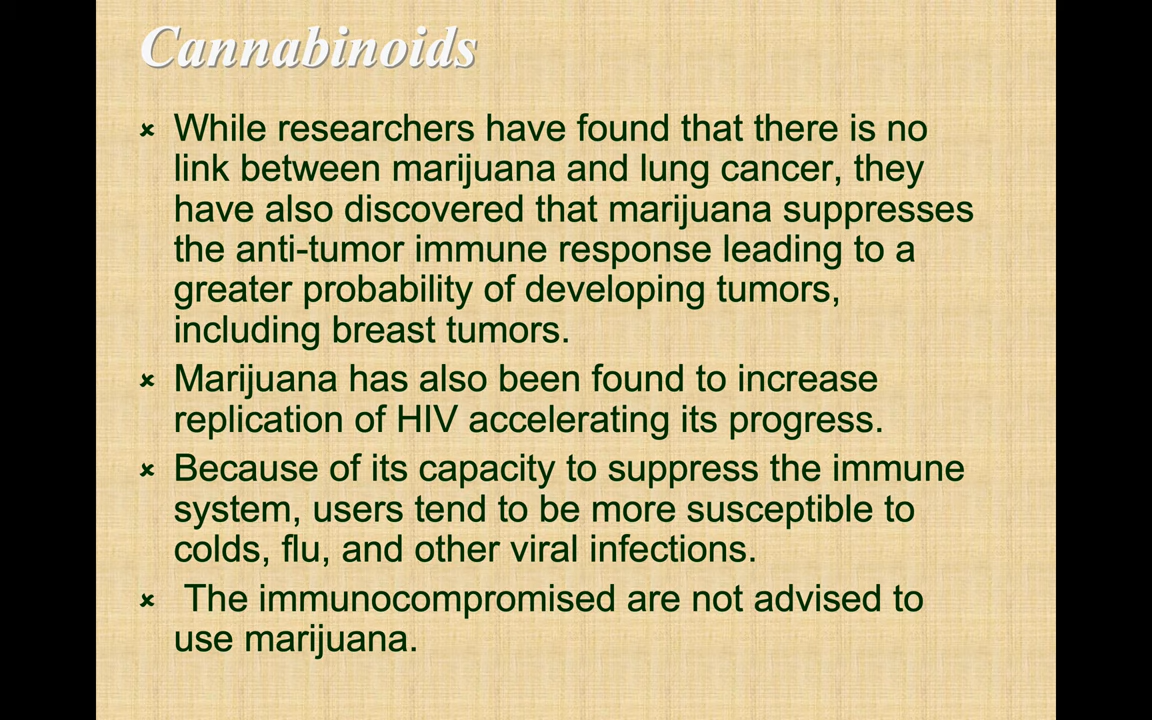 Cannabinoids
× While researchers have found that there is no
link between marijuana and lung cancer, they
have also discovered that marijuana suppresses
the anti-tumor immune response leading to a
greater probability of developing tumors,
including breast tumors.
× Marijuana has also been found to increase
replication of HIV accelerating its progress.
× Because of its capacity to suppress the immune
system, users tend to be more susceptible to
colds, flu, and other viral infections.
× The immunocompromised are not advised to
use marijuana.